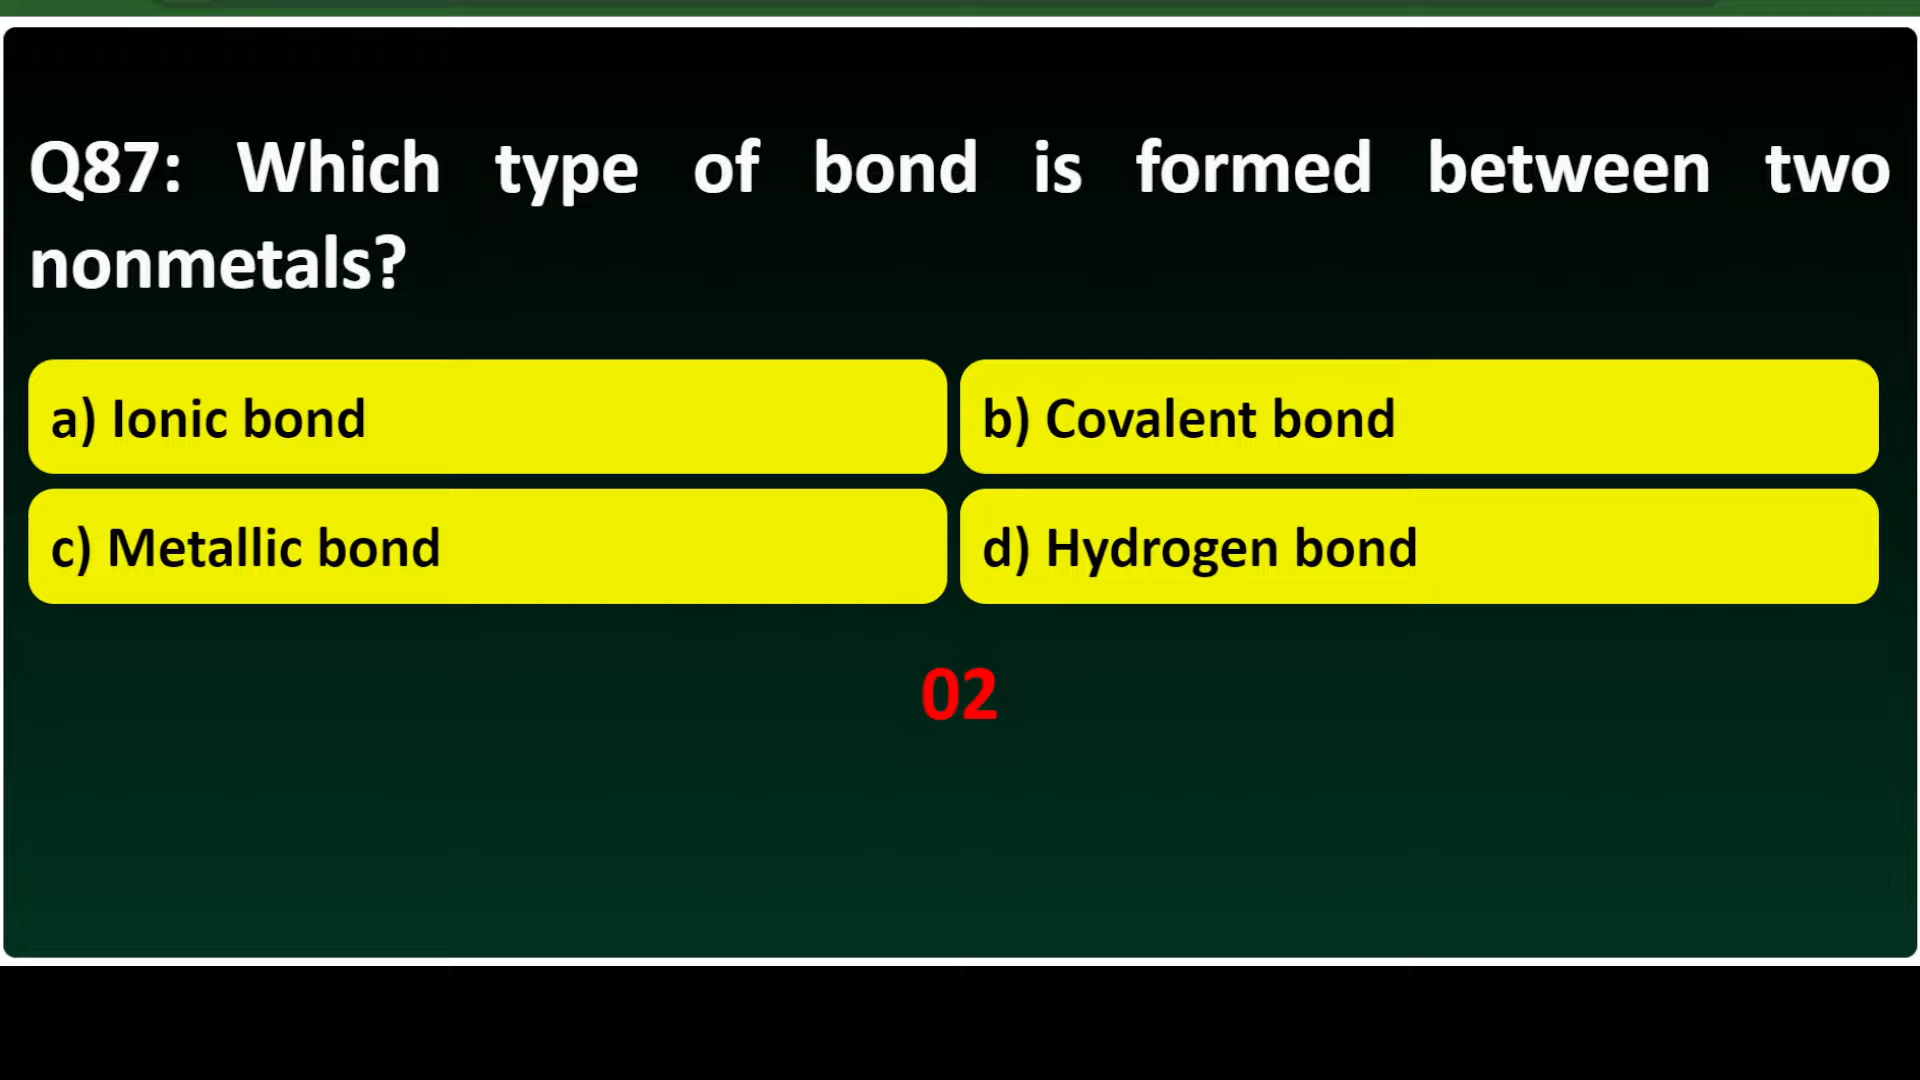 Q87: Which type of bond is formed between two
nonmetals?
a) Ionic bond
b) Covalent bond
c) Metallic bond
d) Hydrogen bond
02